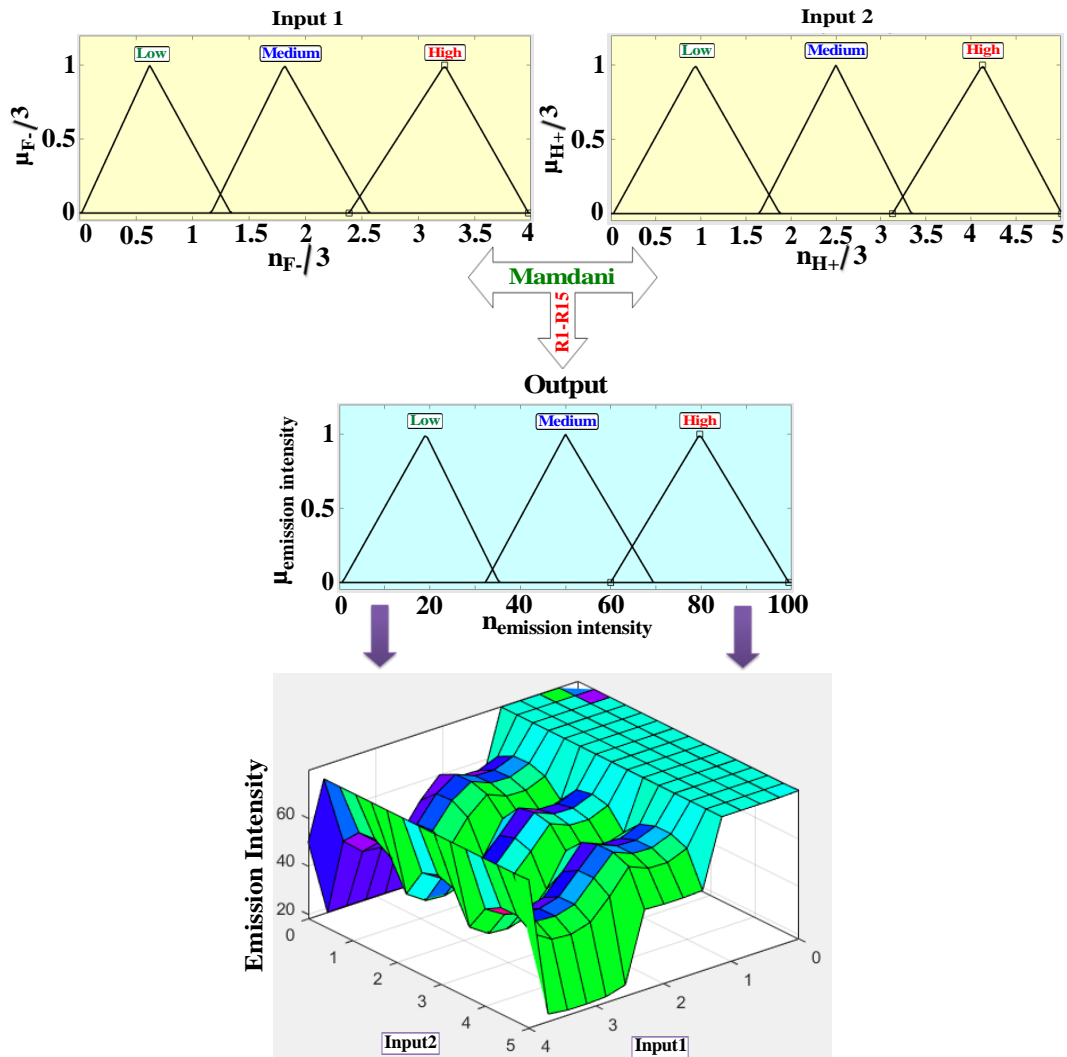 Input 1
Low
Medium
High
1
0.5
0
μF-/3
0 0.5 1 1.5 2 2.5 3 3.5 4
nF-/3
Input 2
Low
Medium
High
1
0.5
0
μH+/3
0 0.5 1 1.5 2 2.5 3 3.5 4 4.5 5
nH+/3
Mamdani
R1-R15
Output
Low
Medium
High
1
0.5
0
μemission intensity
0 20 40 60 80 100
nemission intensity
Emission Intensity
60
40
20
0 1 2 3 4 5
Input2
4 3 2 1 0
Input1